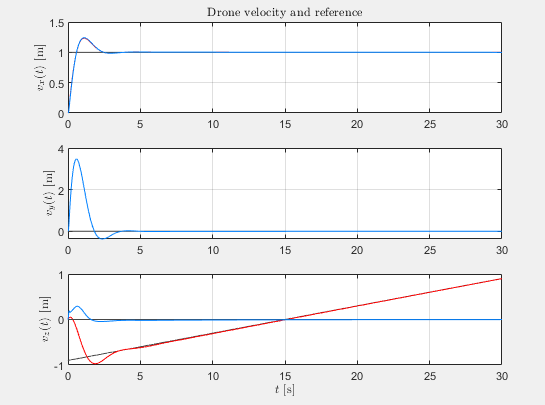 Drone velocity and reference
1.5
1
0.5
0
v_x(t) [m]
0 5 10 15 20 25 30
4
2
0
v_y(t) [m]
0 5 10 15 20 25 30
1
0
-1
v_z(t) [m]
0 5 10 15 20 25 30
t [s]